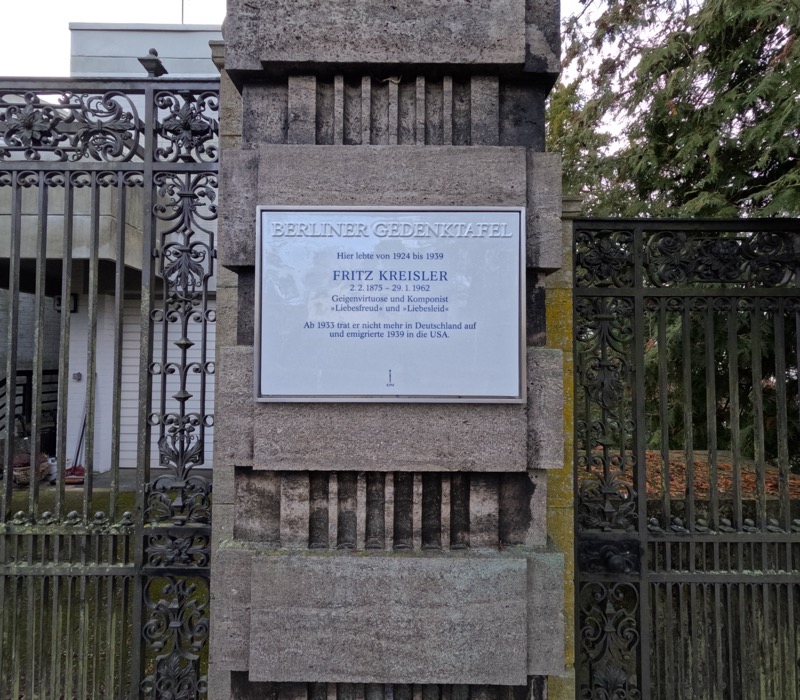 BERLINER GEDENKTAFEL
Hier lebte von 1924 bis 1939
FRITZ KREISLER
2. 2. 1875 – 29. 1. 1962
Geigenvirtuose und Komponist
»Liebesfreud« und »Liebesleid«
Ab 1933 trat er nicht mehr in Deutschland auf
und emigrierte 1939 in die USA.